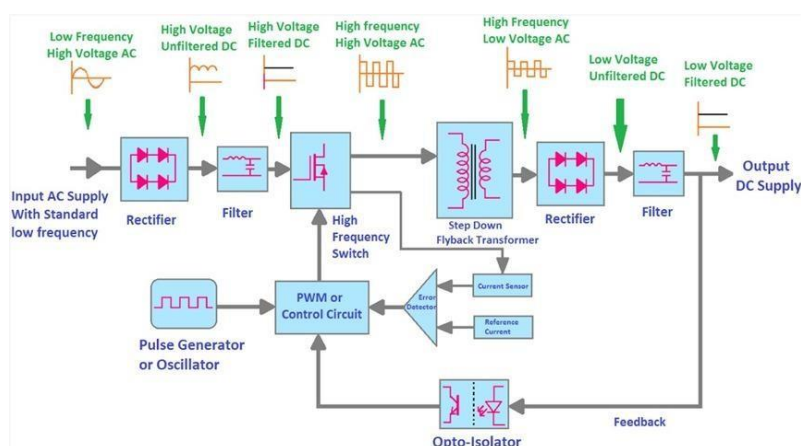 Low Frequency
High Voltage AC
High Voltage
Unfiltered DC
High Voltage
Filtered DC
High frequency
High Voltage AC
High Frequency
Low Voltage AC
Low Voltage
Unfiltered DC
Low Voltage
Filtered DC
Input AC Supply
With Standard
low frequency
Rectifier
Filter
High
Frequency
Switch
Step Down
Flyback Transformer
Rectifier
Filter
Output
DC Supply
Pulse Generator
or Oscillator
PWM or
Control Circuit
Error
Detector
Current Sensor
Reference
Current
Opto-Isolator
Feedback